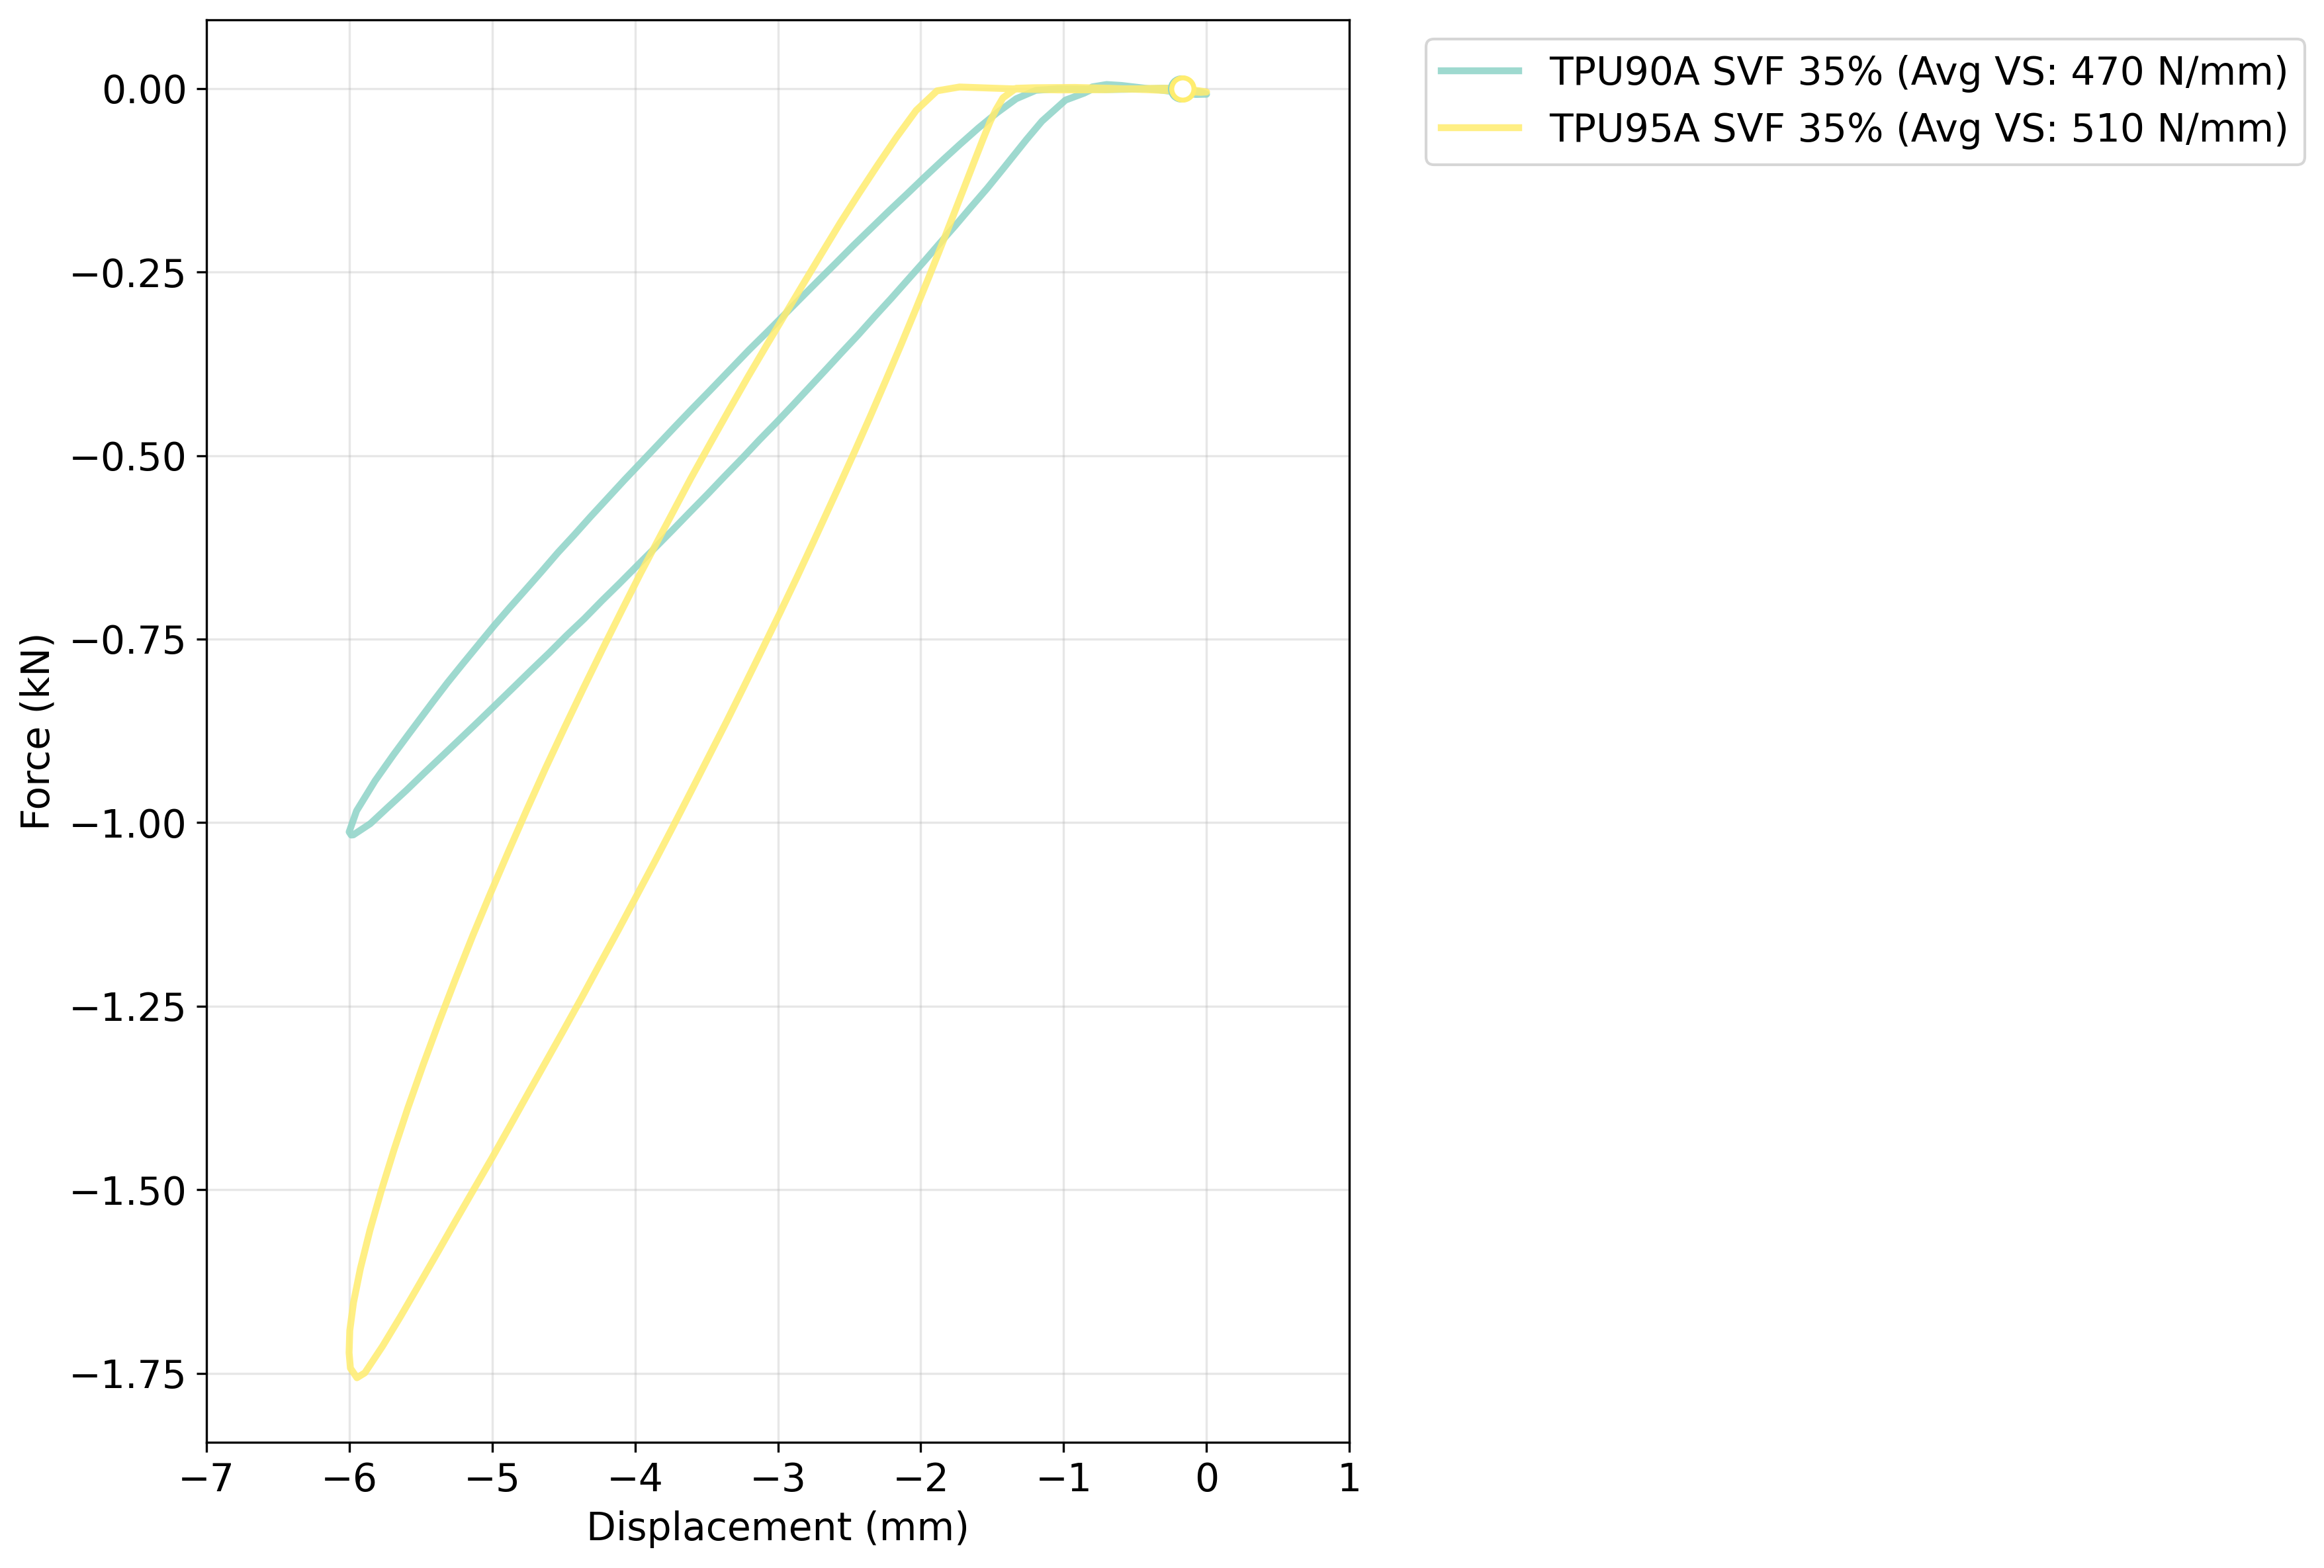 TPU90A SVF 35% (Avg VS: 470 N/mm)
TPU95A SVF 35% (Avg VS: 510 N/mm)
0.00
−0.25
−0.50
−0.75
−1.00
−1.25
−1.50
−1.75
Force (kN)
−7 −6 −5 −4 −3 −2 −1 0 1
Displacement (mm)